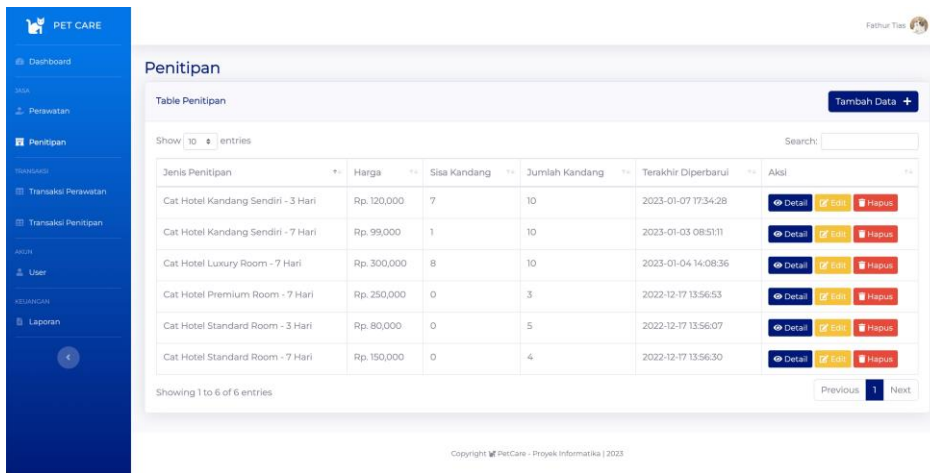 PET CARE
Fathur Ties
Dashboard
JASA
Perawatan
Penitipan
TRANSAKSI
Transaksi Perawatan
Transaksi Penitipan
AKUN
User
KEUANGAN
Laporan
Penitipan
Table Penitipan
Tambah Data +
Show 10 entries
Search:
Jenis Penitipan Harga Sisa Kandang Jumlah Kandang Terakhir Diperbarui Aksi
Cat Hotel Kandang Sendiri - 3 Hari Rp. 120,000 7 10 2023-01-07 17:34:28 Detail Edit Hapus
Cat Hotel Kandang Sendiri - 7 Hari Rp. 99,000 1 10 2023-01-03 08:51:11 Detail Edit Hapus
Cat Hotel Luxury Room - 7 Hari Rp. 300,000 8 10 2023-01-04 14:08:36 Detail Edit Hapus
Cat Hotel Premium Room - 7 Hari Rp. 250,000 0 3 2022-12-17 13:56:53 Detail Edit Hapus
Cat Hotel Standard Room - 3 Hari Rp. 80,000 0 5 2022-12-17 13:56:07 Detail Edit Hapus
Cat Hotel Standard Room - 7 Hari Rp. 150,000 0 4 2022-12-17 13:56:30 Detail Edit Hapus
Showing 1 to 6 of 6 entries
Previous 1 Next
Copyright PetCare - Proyek Informatika | 2023